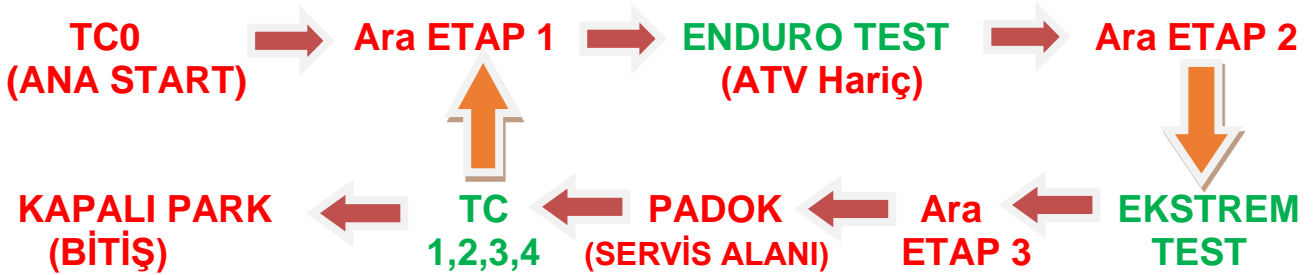 TC0
(ANA START)
Ara ETAP 1
ENDURO TEST
(ATV Hariç)
Ara ETAP 2
KAPALI PARK
(BİTİŞ)
TC
1,2,3,4
PADOK
(SERVİS ALANI)
Ara
ETAP 3
EKSTREM
TEST